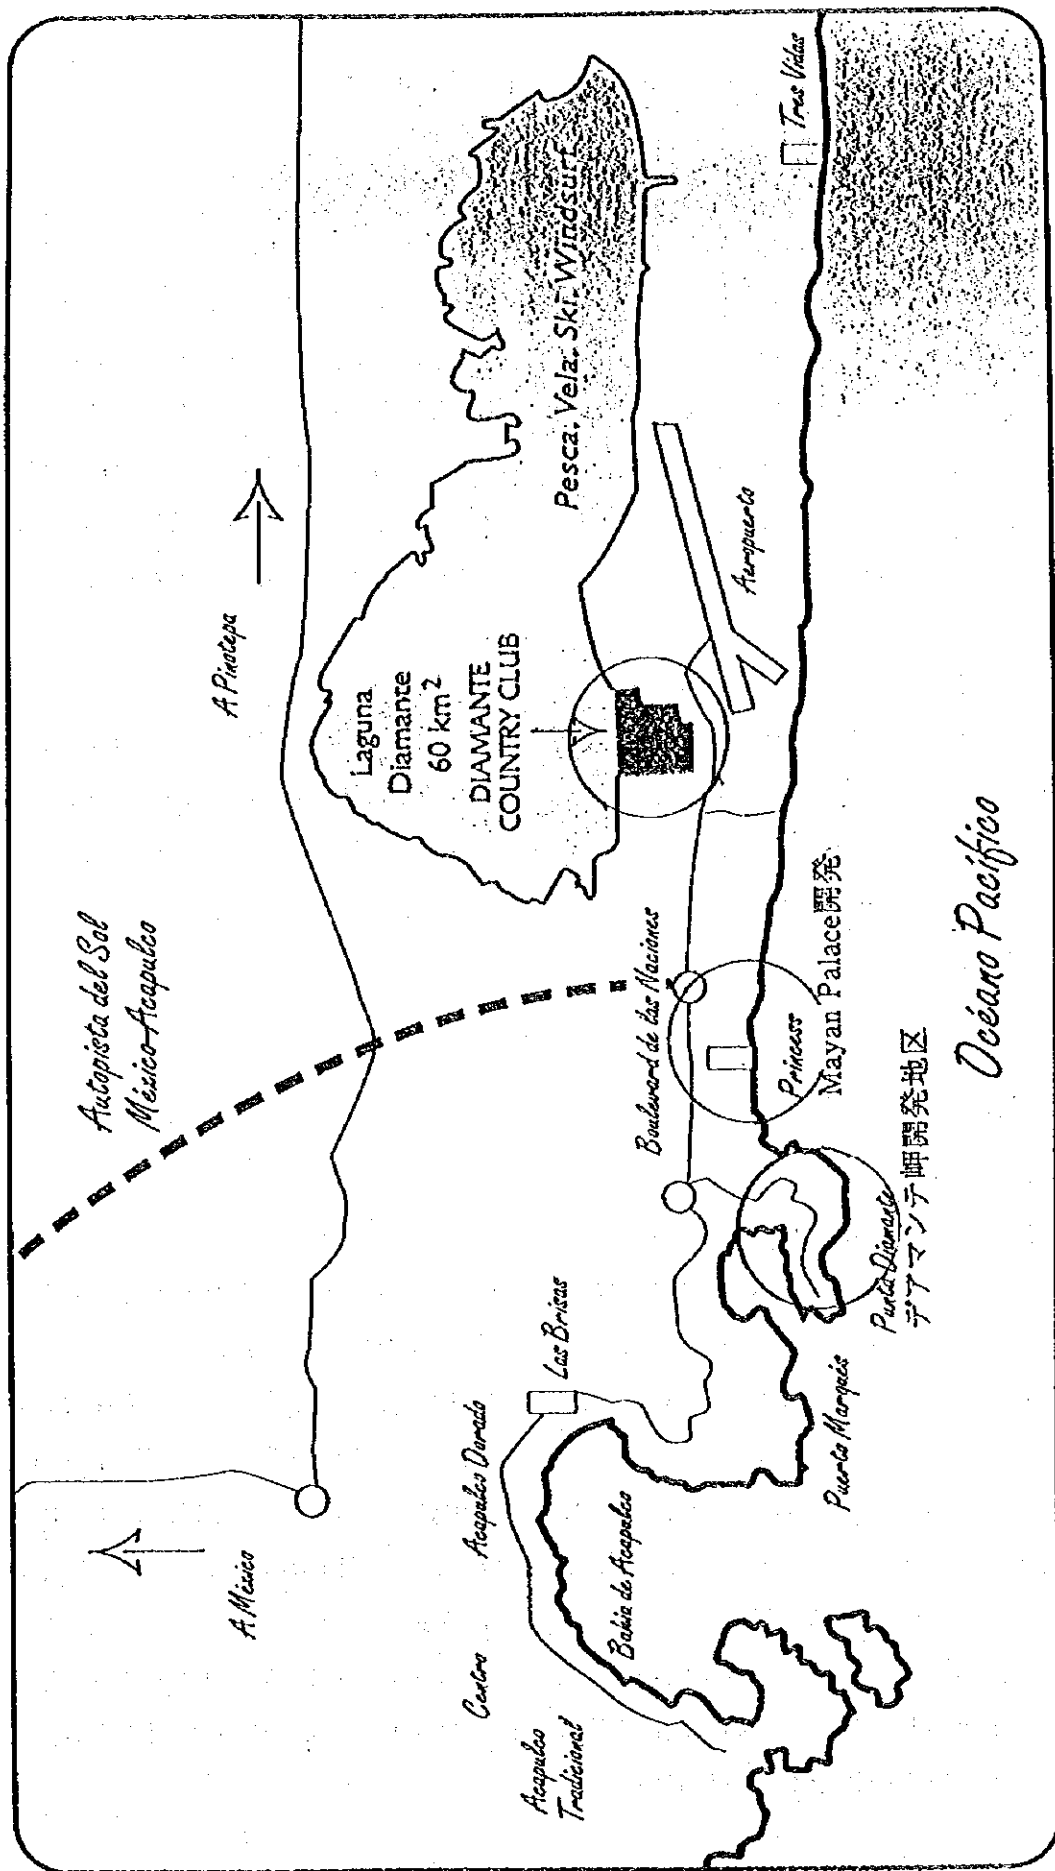 Autopista del Sol
México-Acapulco
A México
A Pinotepa
Centro
Acapulco Dorado
Acapulco
Tradicional
Las Brisas
Bahía de Acapulco
Laguna
Diamante
60 km²
DIAMANTE
COUNTRY CLUB
Pesca. Vela. Ski. Windsurf
Boulevard de las Naciones
Aeropuerto
Tres Vidas
Princess
Mayan Palace開発
Puerto Marqués
Punta Diamante
デアマンテ岬開発地区
Océano Pacífico